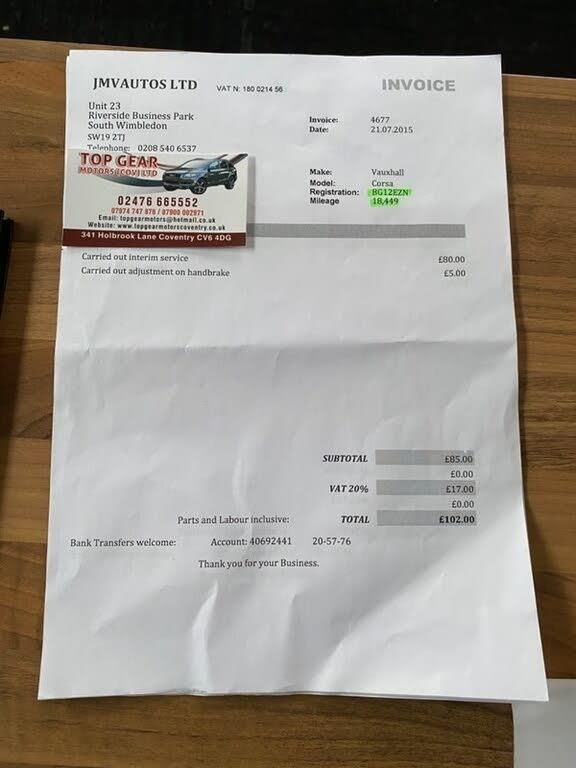 JMVAUTOS LTD VAT N: 180 0214 56 INVOICE
Unit 23
Riverside Business Park
South Wimbledon
SW19 2TJ
Telephone: 0208 540 6537
Invoice: 4677
Date: 21.07.2015
Make: Vauxhall
Model: Corsa
Registration: BG12EZN
Mileage 18,449
TOP GEAR
MOTORS (COV) LTD
02476 665552
07974 747 876 / 07900 002971
Email: topgearmotors@hotmail.co.uk
Website: www.topgearmotorscoventry.co.uk
341 Holbrook Lane Coventry CV6 4DG
Carried out interim service £80.00
Carried out adjustment on handbrake £5.00
SUBTOTAL £85.00
£0.00
VAT 20% £17.00
£0.00
Parts and Labour inclusive: TOTAL £102.00
Bank Transfers welcome: Account: 40692441 20-57-76
Thank you for your Business.